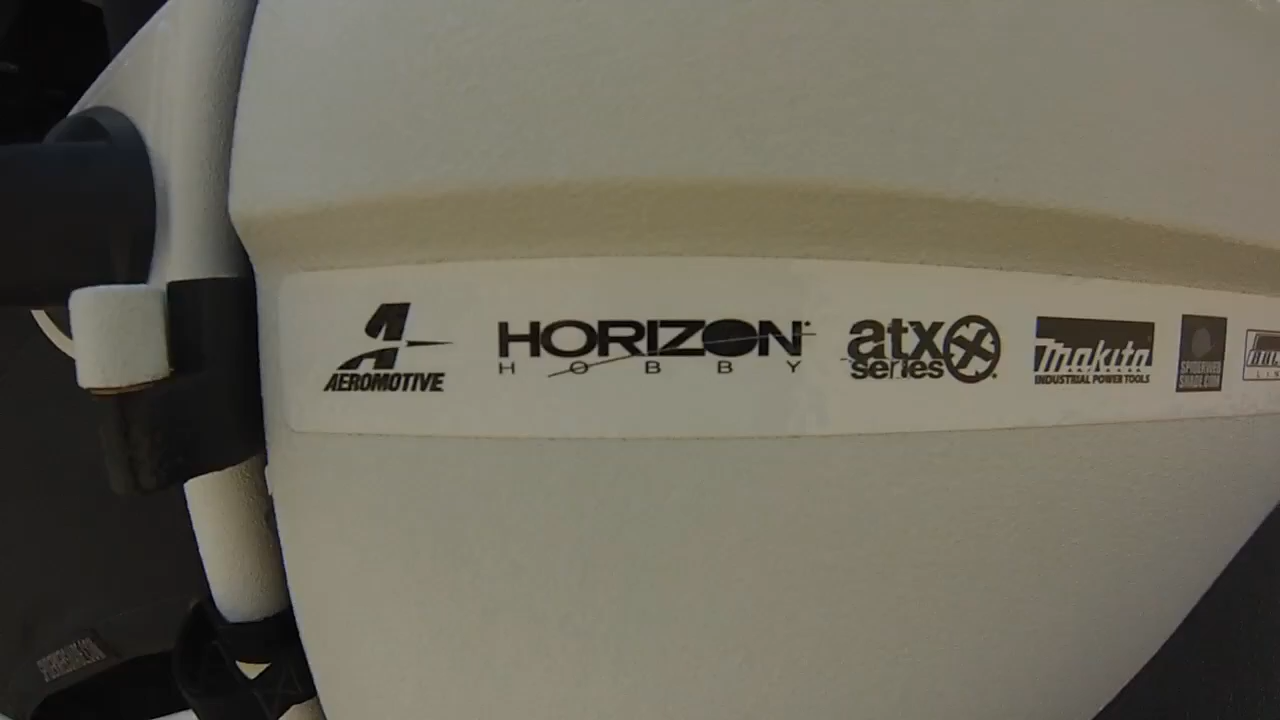 AEROMOTIVE
HORIZON
HOBBY
atx
series
Makita
INDUSTRIAL POWER TOOLS